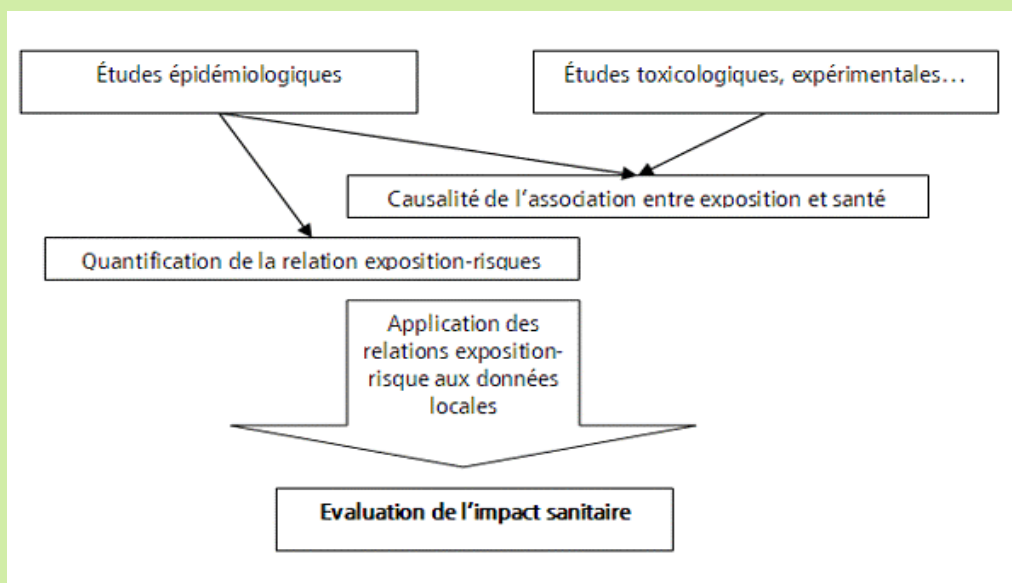 Études épidémiologiques
Études toxicologiques, expérimentales…
Causalité de l'association entre exposition et santé
Quantification de la relation exposition-risques
Application des
relations exposition-
risque aux données
locales
Evaluation de l'impact sanitaire